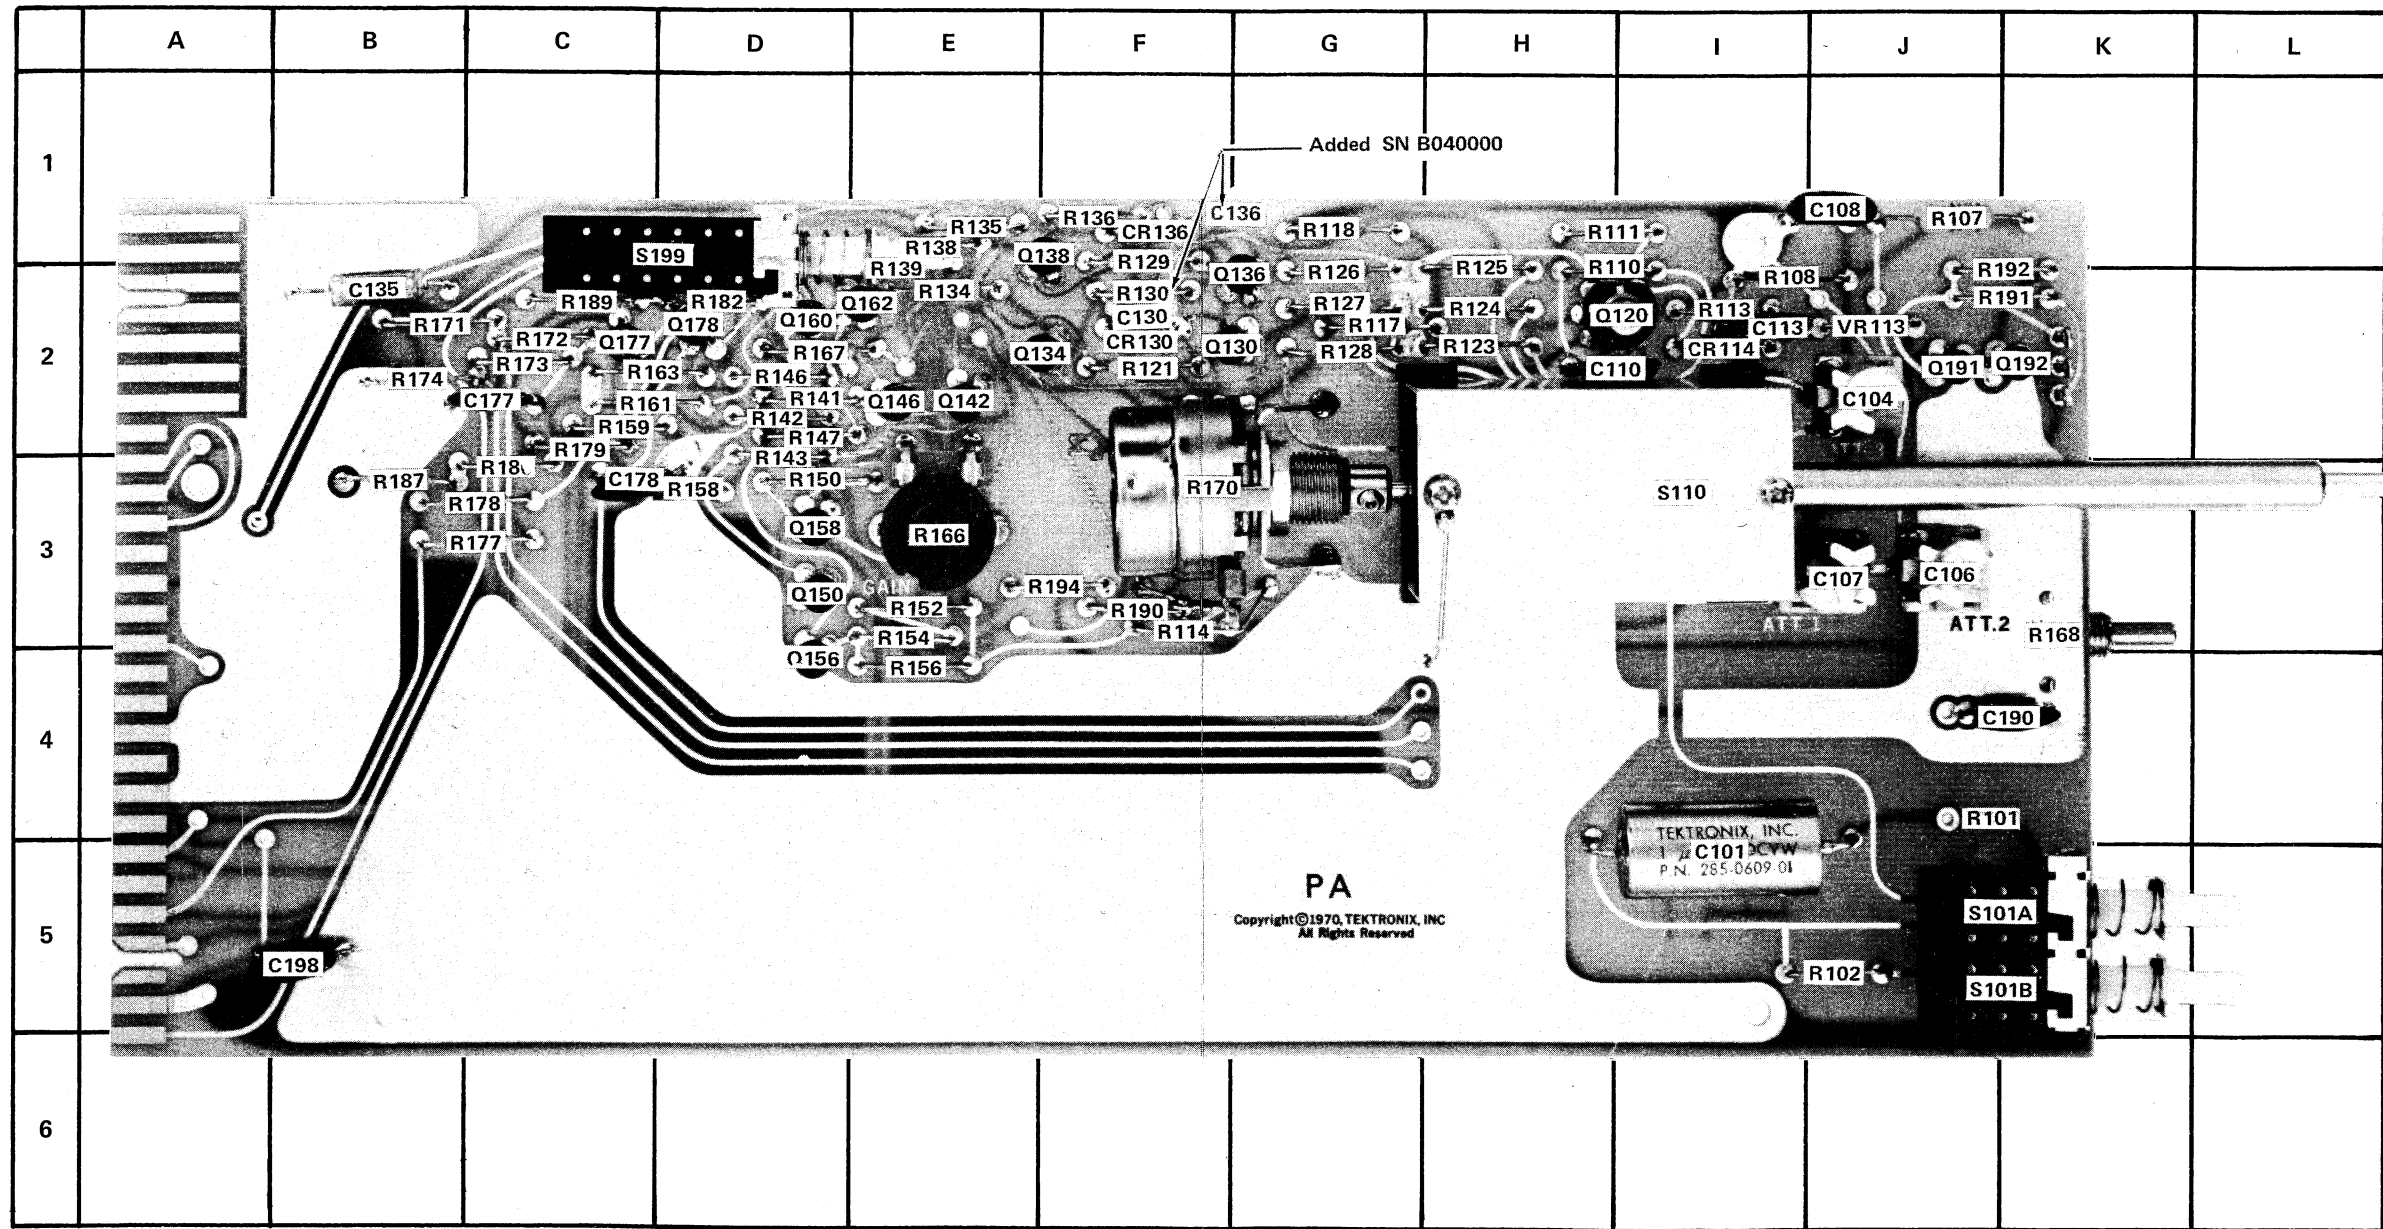 A B C D E F G H I J K L
1
Added SN B040000
C108
R136 C136 R107
R135 CR136 R118 R111
R138 Q138 R129
S199 R139 Q136 R126 R125 R110 R108 R192
C135 R189 R182 Q162 R134 R130 R127 R124 R113 R191
R171 Q178 Q160 C130 R117 Q120 C113 VR113
R172 Q177 CR130 Q130 R123 CR114
2
R173 R167 Q134 R128
R174 R163 R146 R121 C110 Q191 Q192
C177 R161 R141 Q146 Q142 C104
R159 R142
R179 R147
R143
R187 C178 R158 R150 R170 S110
R178
Q158 R166
3
R177
Q150 GAIN R194 C107 C106
R152 R190
R154 R114 ATT 1 ATT.2 R168
Q156 R156
4
C190
R101
TEKTRONIX, INC.
C101
P.N. 285-0609-01
PA
Copyright©1970, TEKTRONIX, INC
All Rights Reserved
5
S101A
C198 R102 S101B
6